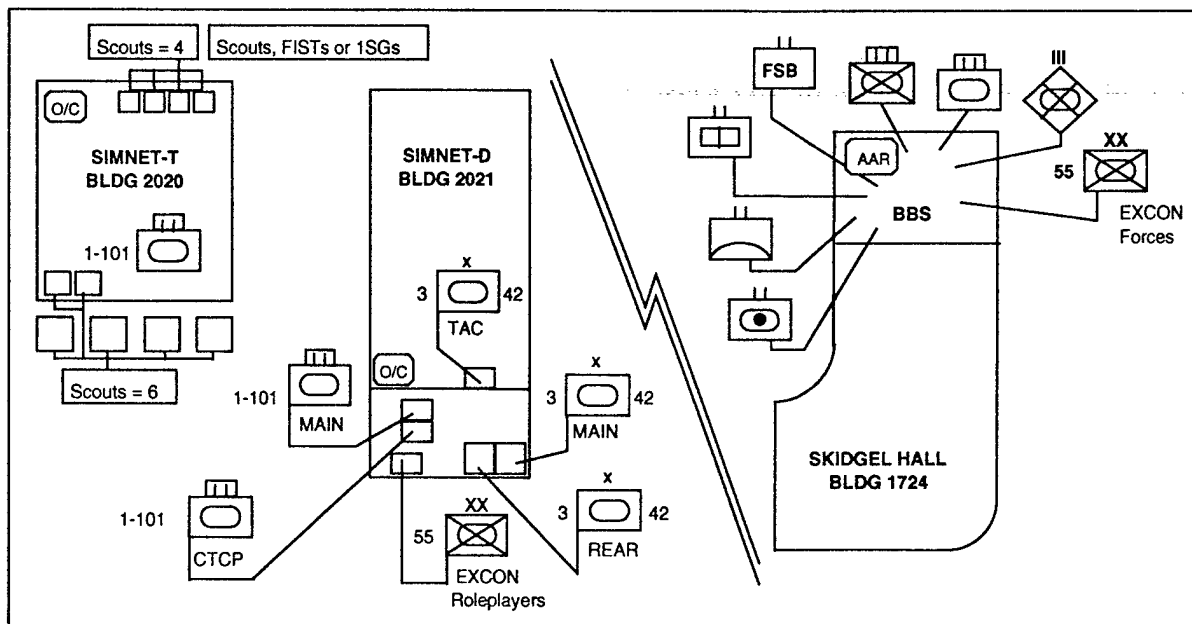 Scouts = 4
Scouts, FISTs or 1SGs
O/C
SIMNET-T
BLDG 2020
1-101
Scouts = 6
SIMNET-D
BLDG 2021
x
3 42
TAC
O/C
1-101
MAIN
x
3 42
MAIN
1-101
CTCP
XX
55
EXCON
Roleplayers
x
3 42
REAR
FSB
III
AAR
BBS
XX
55
EXCON
Forces
SKIDGEL HALL
BLDG 1724